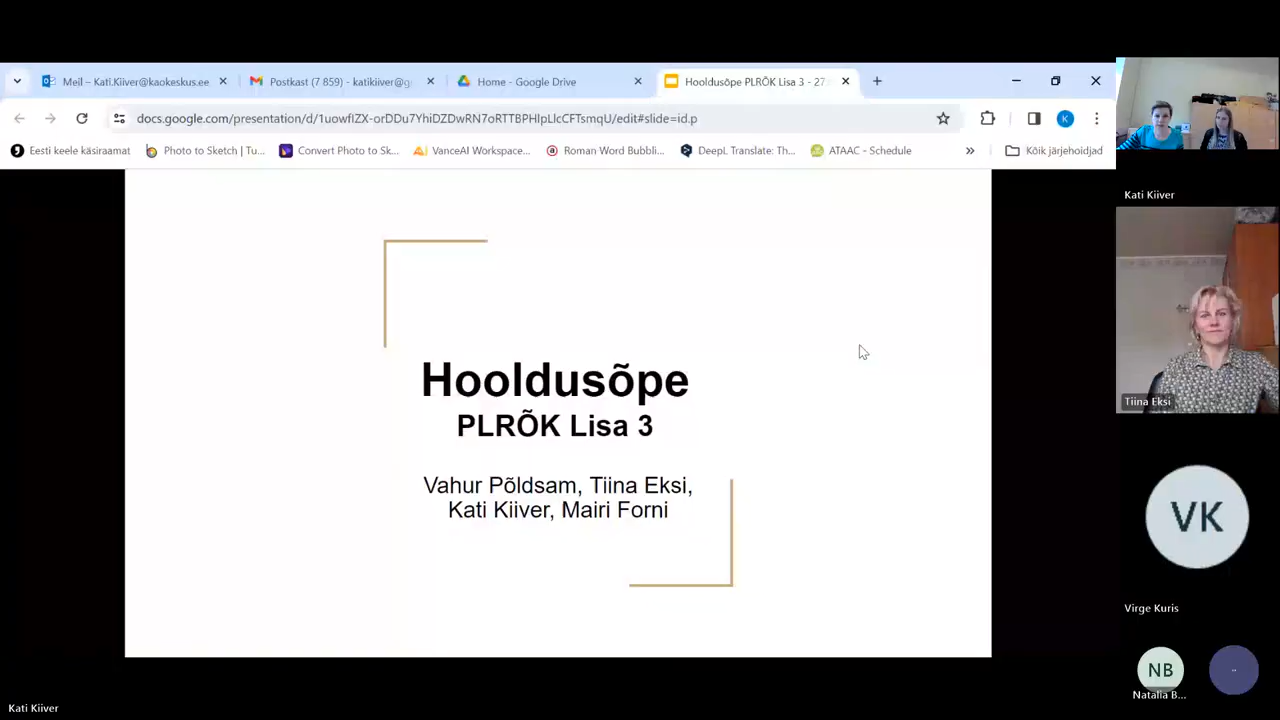 Meil – Kati.Kiiver@kaokeskus.ee
Postkast (7 859) - katikiiver@g
Home - Google Drive
Hooldusõpe PLRÕK Lisa 3 - 27
docs.google.com/presentation/d/1uowflZX-orDDu7YhiDZDwRN7oRTTBPHlpLlcCFTsmqU/edit#slide=id.p
K
Eesti keele käsiraamat
Photo to Sketch | Tu...
Convert Photo to Sk...
VanceAI Workspace...
Roman Word Bubbli...
DeepL Translate: Th...
ATAAC - Schedule
»
Kõik järjehoidjad
Hooldusõpe
PLRÕK Lisa 3
Vahur Põldsam, Tiina Eksi,
Kati Kiiver, Mairi Forni
Kati Kiiver
Tiina Eksi
VK
Virge Kuris
NB
Natalia B...
Kati Kiiver